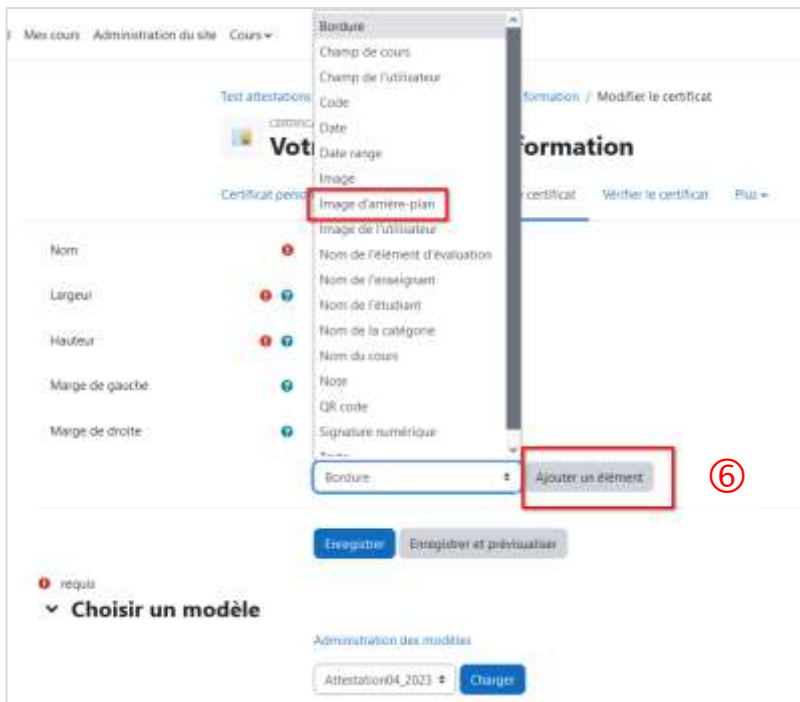 Mes cours Administration du site Cours
Bordure
Champ de cours
Champ de l'utilisateur
Test attestations
formation / Modifier le certificat
Code
Date
Vot
ormation
Date range
Image
Certificat perso
Image d'arrière-plan
certificat
Vérifier le certificat
Plus
Image de l'utilisateur
Nom
Nom de l'élément d'évaluation
Nom de l'enseignant
Largeur
Nom de l'étudiant
Nom de la catégorie
Hauteur
Nom du cours
Note
Marge de gauche
QR code
Marge de droite
Signature numérique
Bordure
Ajouter un élément
⑥
Enregistrer
Enregistrer et prévisualiser
requis
Choisir un modèle
Administration des modèles
Attestation04_2023
Charger